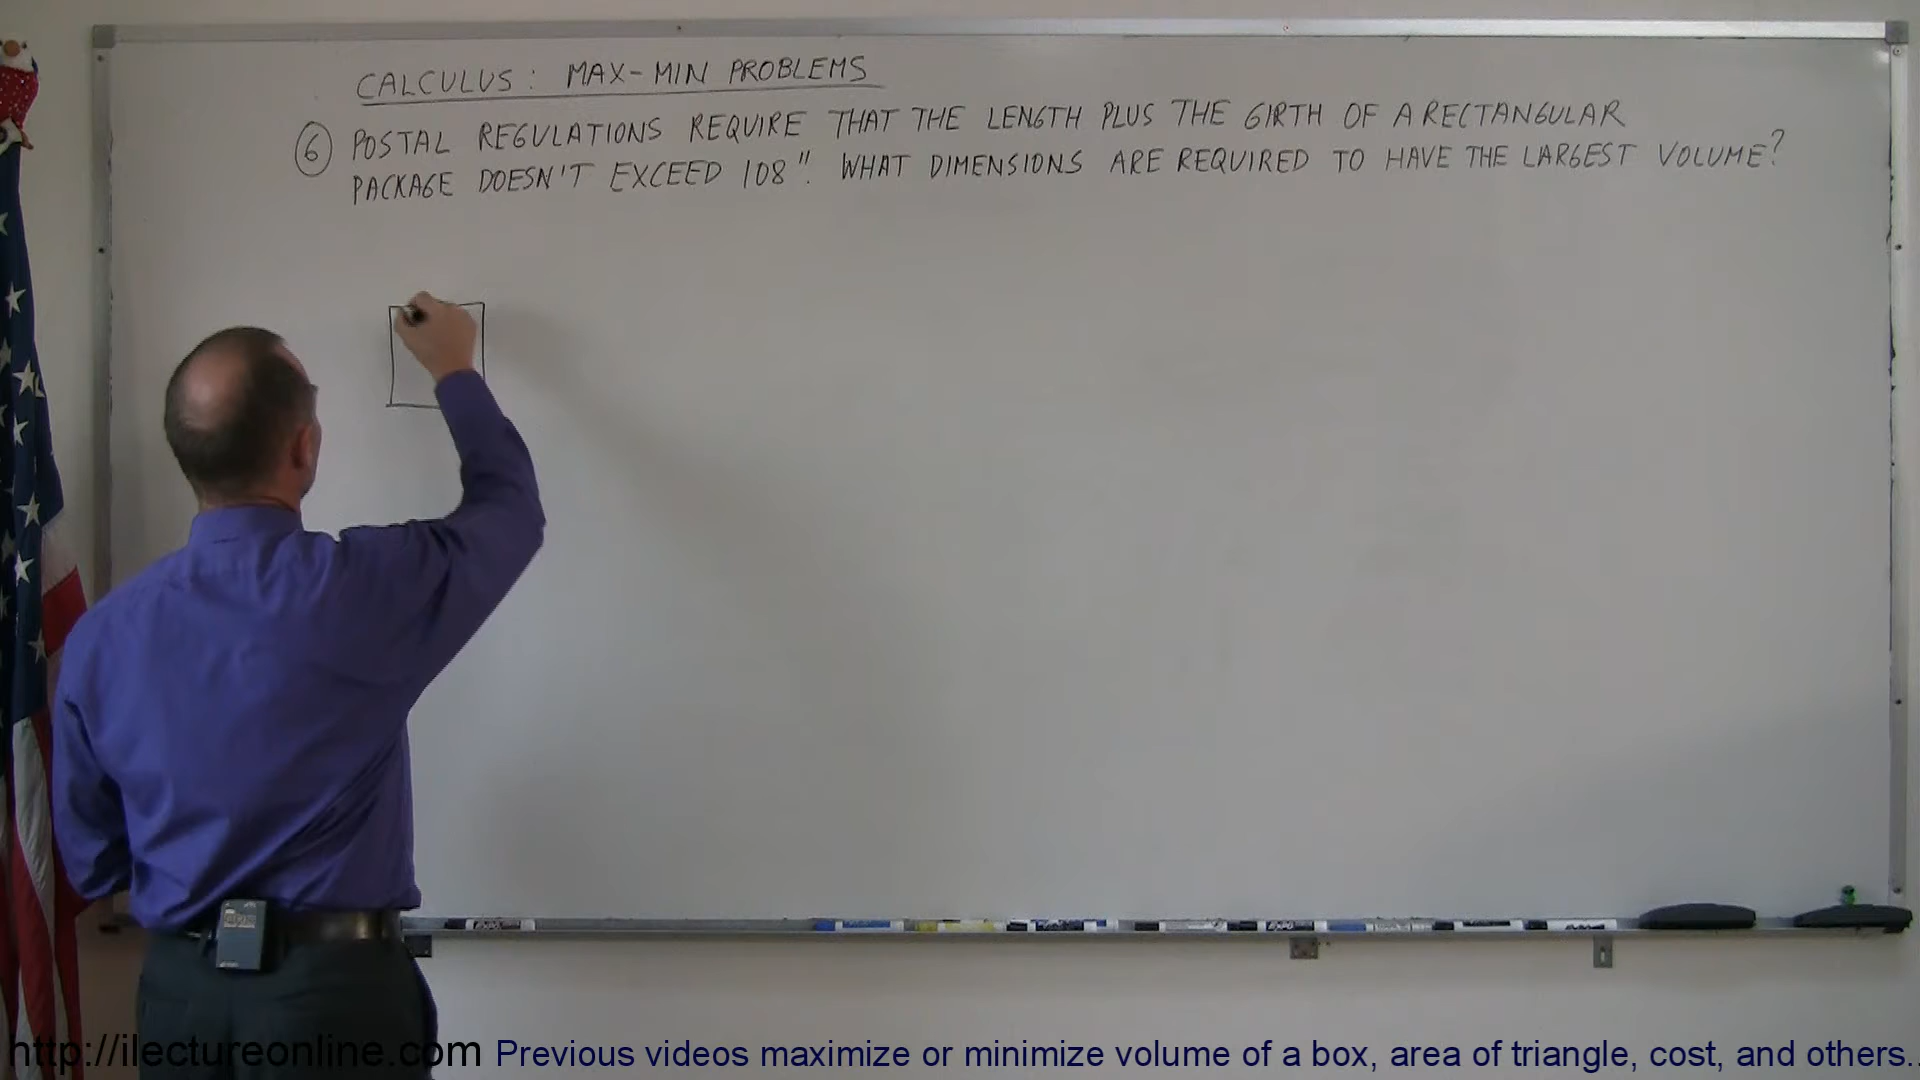 CALCULUS: MAX-MIN PROBLEMS
6 POSTAL REGULATIONS REQUIRE THAT THE LENGTH PLUS THE GIRTH OF A RECTANGULAR
PACKAGE DOESN'T EXCEED 108". WHAT DIMENSIONS ARE REQUIRED TO HAVE THE LARGEST VOLUME?
http://ilectureonline.com Previous videos maximize or minimize volume of a box, area of triangle, cost, and others..